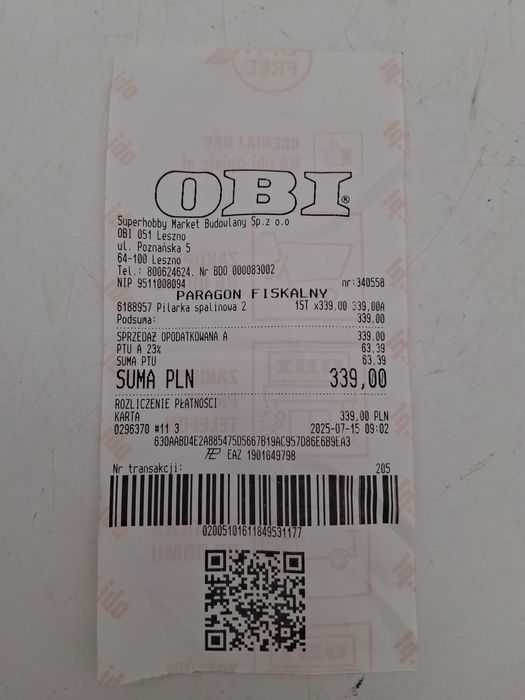 OBI®
Superhobby Market Budowlany Sp.z o.o
OBI 051 Leszno
ul. Poznańska 5
64-100 Leszno
Tel.: 800624624. Nr BDO 000083002
NIP 9511008094 nr:340558
PARAGON FISKALNY
6188957 Pilarka spalinowa 2 1ST x339,00 339,00A
Podsuma: 339,00
SPRZEDAŻ OPODATKOWANA A 339,00
PTU A 23% 63,39
SUMA PTU 63,39
SUMA PLN 339,00
ROZLICZENIE PŁATNOŚCI
KARTA 339,00 PLN
0296370 #11 3 2025-07-15 09:02
630AABD4E2A885475D5667B19AC957D86E6B9EA3
EAZ 1901849798
Nr transakcji: 205
02005101611849531177